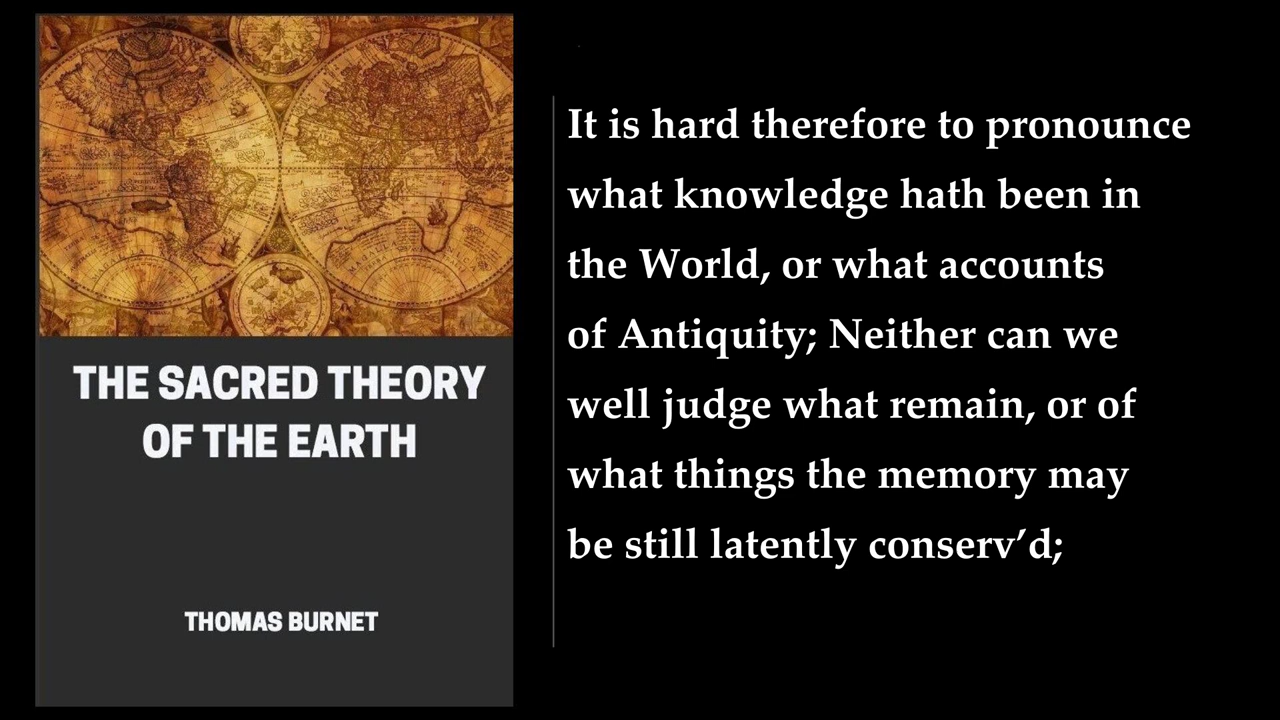 THE SACRED THEORY
OF THE EARTH
THOMAS BURNET
It is hard therefore to pronounce
what knowledge hath been in
the World, or what accounts
of Antiquity; Neither can we
well judge what remain, or of
what things the memory may
be still latently conserv’d;